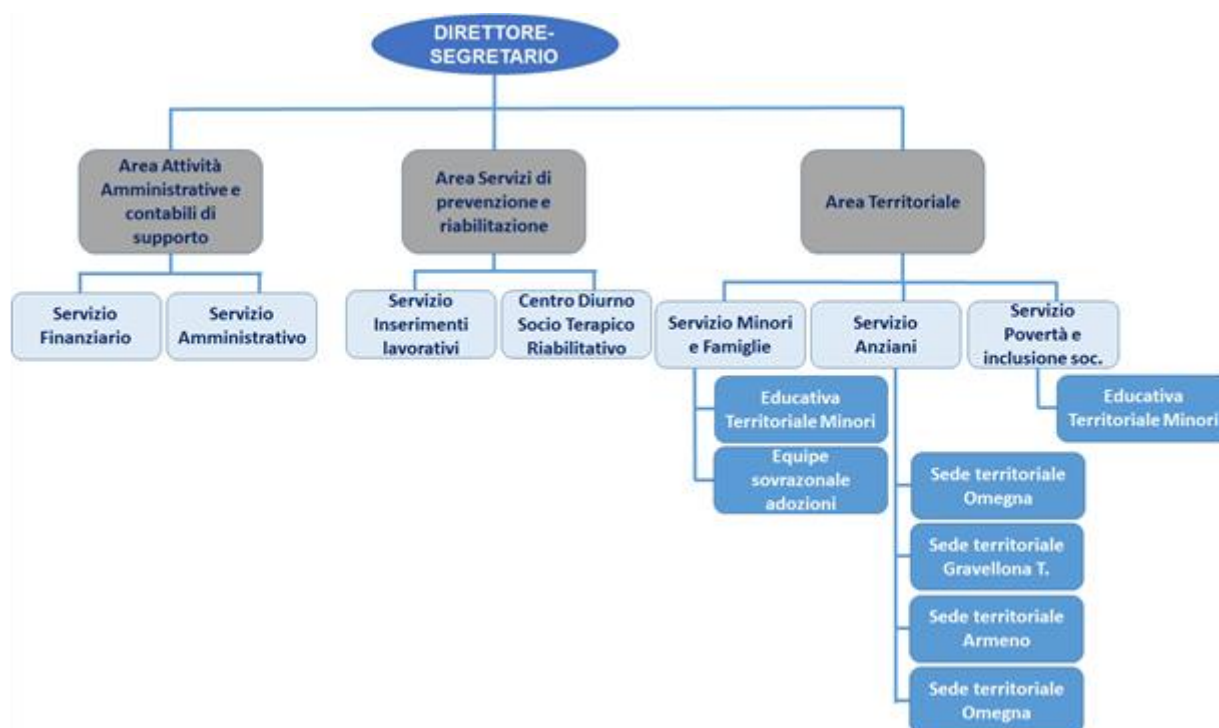 DIRETTORE-
SEGRETARIO
Area Attività
Amministrative e
contabili di
supporto
Area Servizi di
prevenzione e
riabilitazione
Area Territoriale
Servizio
Finanziario
Servizio
Amministrativo
Servizio
Inserimenti
lavorativi
Centro Diurno
Socio Terapico
Riabilitativo
Servizio Minori
e Famiglie
Servizio
Anziani
Servizio
Povertà e
inclusione soc.
Educativa
Territoriale Minori
Equipe
sovrazonale
adozioni
Educativa
Territoriale Minori
Sede territoriale
Omegna
Sede territoriale
Gravellona T.
Sede territoriale
Armeno
Sede territoriale
Omegna